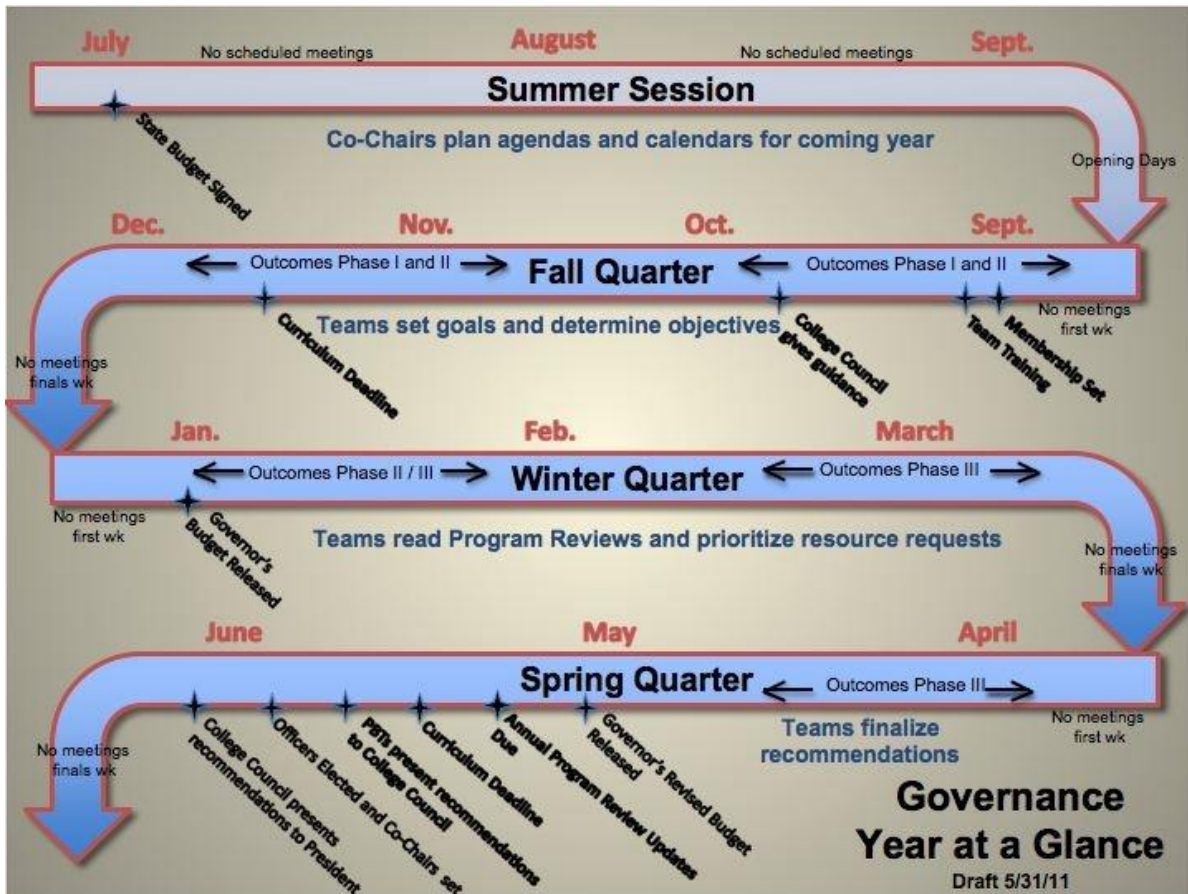 July
August
Sept.
No scheduled meetings
No scheduled meetings
Summer Session
State Budget Signed
Co-Chairs plan agendas and calendars for coming year
Opening Days
Dec.
Nov.
Oct.
Sept.
Outcomes Phase I and II
Fall Quarter
Outcomes Phase I and II
No meetings
finals wk
Curriculum Deadline
Teams set goals and determine objectives
College Council
gives guidance
Team Training
Membership Set
No meetings
first wk
Jan.
Feb.
March
Outcomes Phase II / III
Winter Quarter
Outcomes Phase III
No meetings
first wk
Governor's
Budget Released
Teams read Program Reviews and prioritize resource requests
No meetings
finals wk
June
May
April
Spring Quarter
Outcomes Phase III
No meetings
finals wk
College Council presents
recommendations to President
Officers Elected and Co-Chairs set
PBTs present recommendations
to College Council
Curriculum Deadline
Annual Program Review Updates
Due
Governor's Revised Budget
Released
Teams finalize
recommendations
No meetings
first wk
Governance
Year at a Glance
Draft 5/31/11